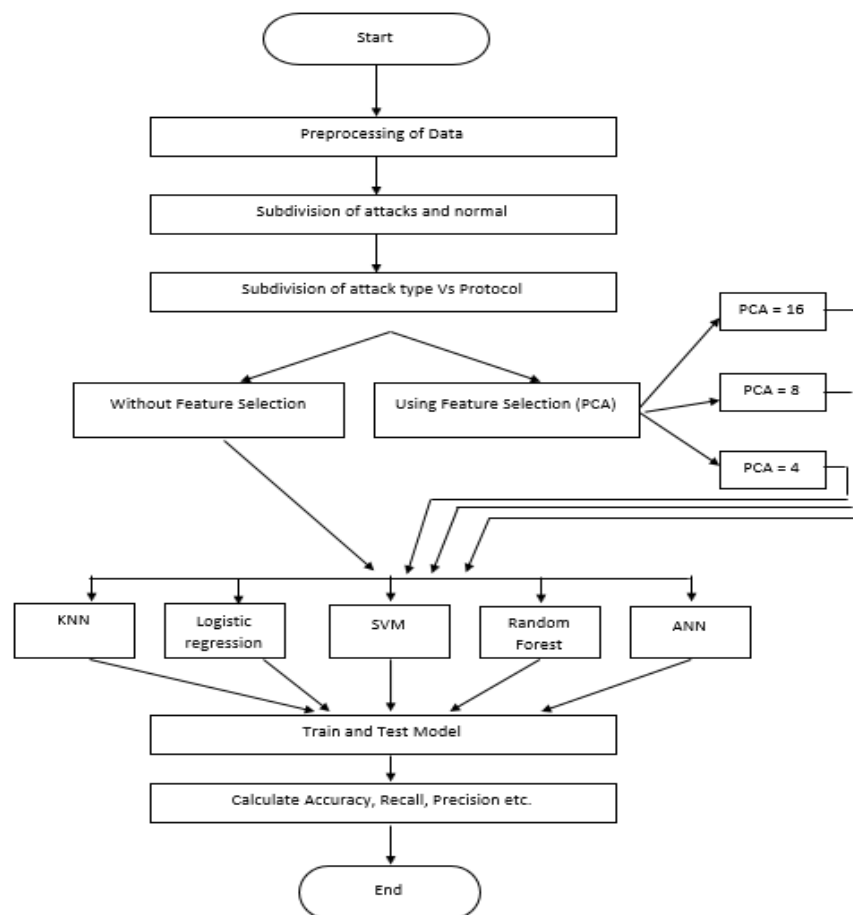 Start
Preprocessing of Data
Subdivision of attacks and normal
Subdivision of attack type Vs Protocol
PCA = 16
Without Feature Selection
Using Feature Selection (PCA)
PCA = 8
PCA = 4
KNN
Logistic
regression
SVM
Random
Forest
ANN
Train and Test Model
Calculate Accuracy, Recall, Precision etc.
End